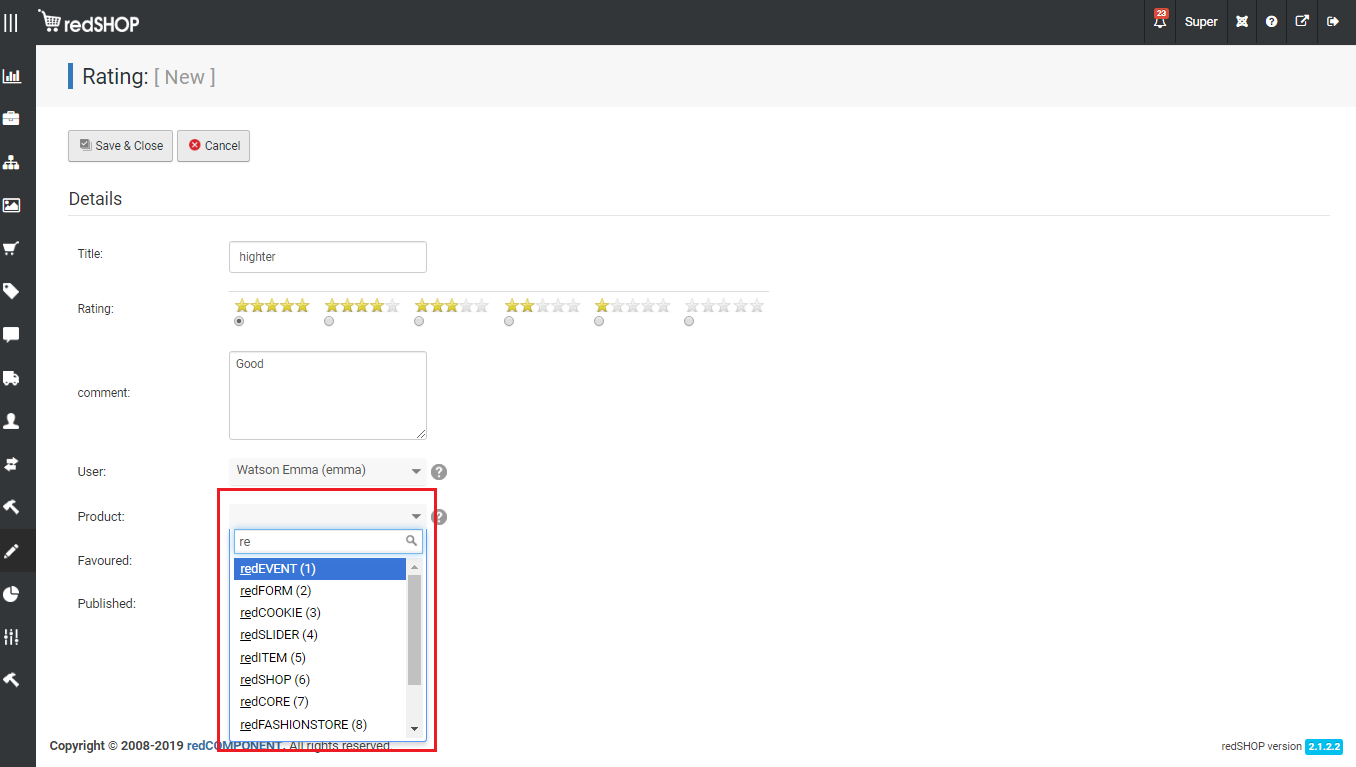 redSHOP
23
Super
Rating: [ New ]
Save & Close
Cancel
Details
Title:
highter
Rating:
comment:
Good
User:
Watson Emma (emma)
Product:
re
Favoured:
redEVENT (1)
redFORM (2)
redCOOKIE (3)
Published:
redSLIDER (4)
redITEM (5)
redSHOP (6)
redCORE (7)
redFASHIONSTORE (8)
Copyright © 2008-2019 redCOMPONENT. All rights reserved.
redSHOP version 2.1.2.2